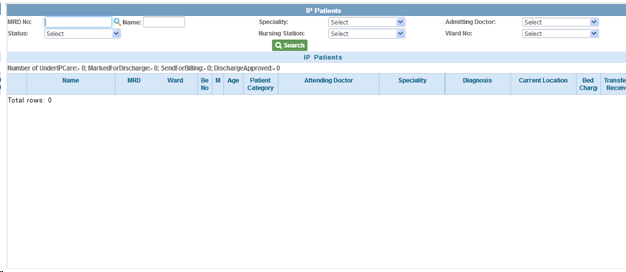 IP Patients
MRD No: Name: Speciality: Select Admitting Doctor: Select
Status: Select Nursing Station: Select Ward No: Select
Search
IP Patients
Number of UnderIPCare:- 0; MarkedForDischarge:- 0; SendForBilling:- 0; DischargeApproved:- 0
Name MRD Ward Be No M Age Patient Category Attending Doctor Speciality Diagnosis Current Location Bed Charg Transfe Receiv
Total rows: 0